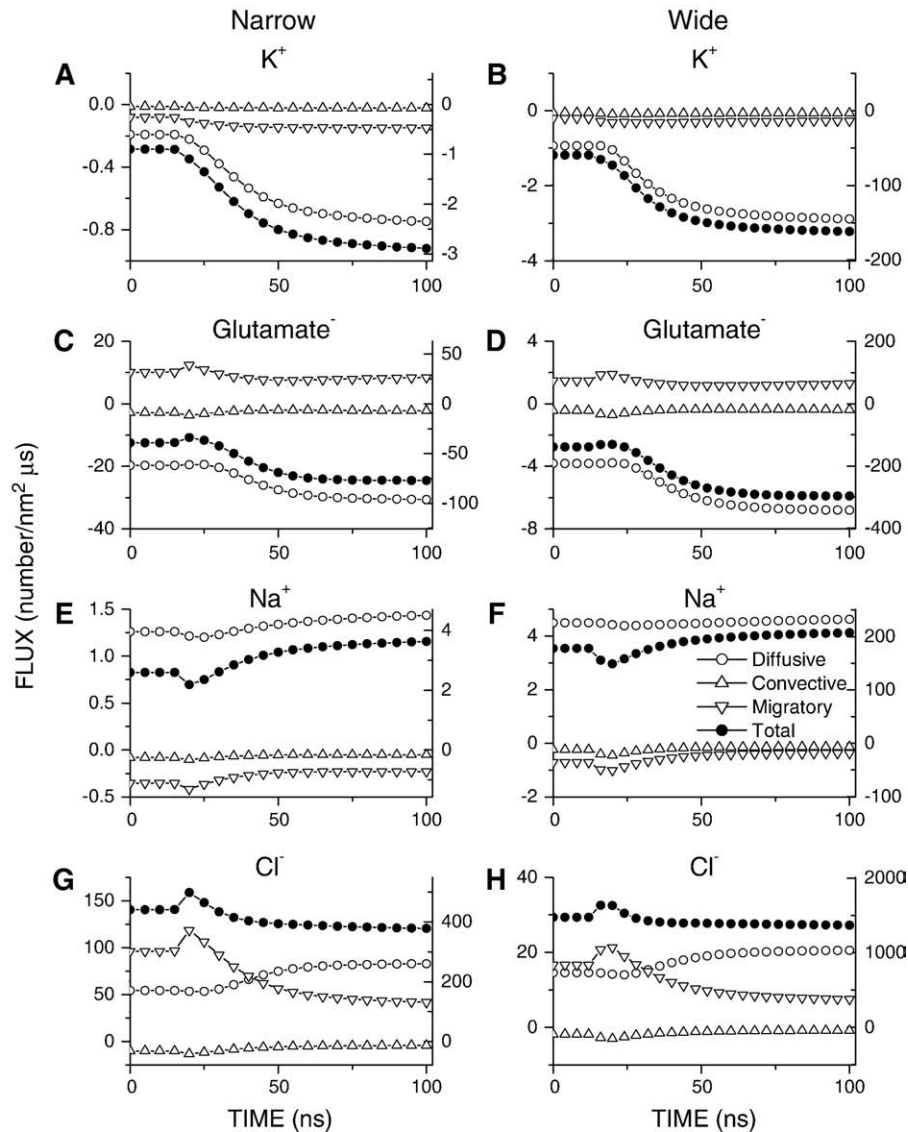 Narrow Wide
K⁺ K⁺
A B
0.0 -0.4 -0.8
0 -1 -2 -3
0 -2 -4
0 -100 -200
0 50 100
0 50 100
Glutamate⁻ Glutamate⁻
C D
20 0 -20 -40
50 0 -50 -100
4 0 -4 -8
200 0 -200 -400
0 50 100
0 50 100
FLUX (number/nm² µs)
Na⁺ Na⁺
E F
1.5 1.0 0.5 0.0 -0.5
4 2 0
4 2 0 -2
200 100 0 -100
Diffusive
Convective
Migratory
Total
0 50 100
0 50 100
Cl⁻ Cl⁻
G H
150 100 50 0
400 200 0
40 20 0
2000 1000 0
0 50 100
0 50 100
TIME (ns) TIME (ns)